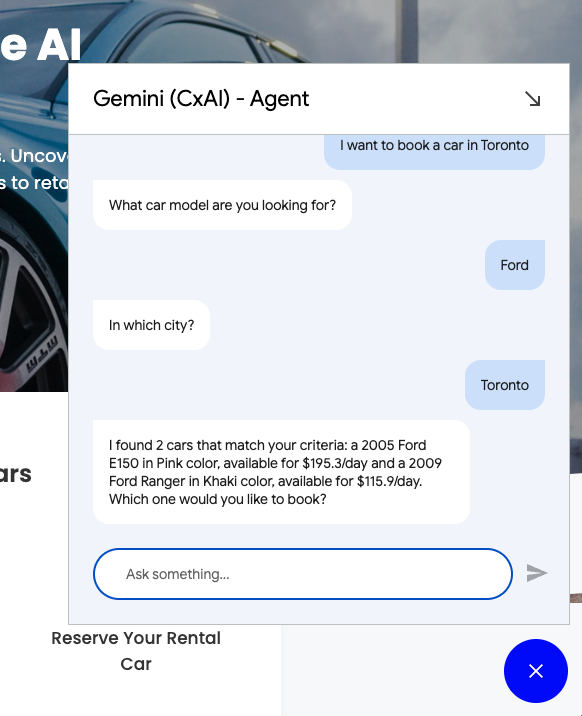 e AI
Gemini (CxAI) - Agent
s. Uncov
s to reta
I want to book a car in Toronto
What car model are you looking for?
Ford
In which city?
Toronto
I found 2 cars that match your criteria: a 2005 Ford
E150 in Pink color, available for $195.3/day and a 2009
Ford Ranger in Khaki color, available for $115.9/day.
Which one would you like to book?
ars
Ask something...
Reserve Your Rental
Car